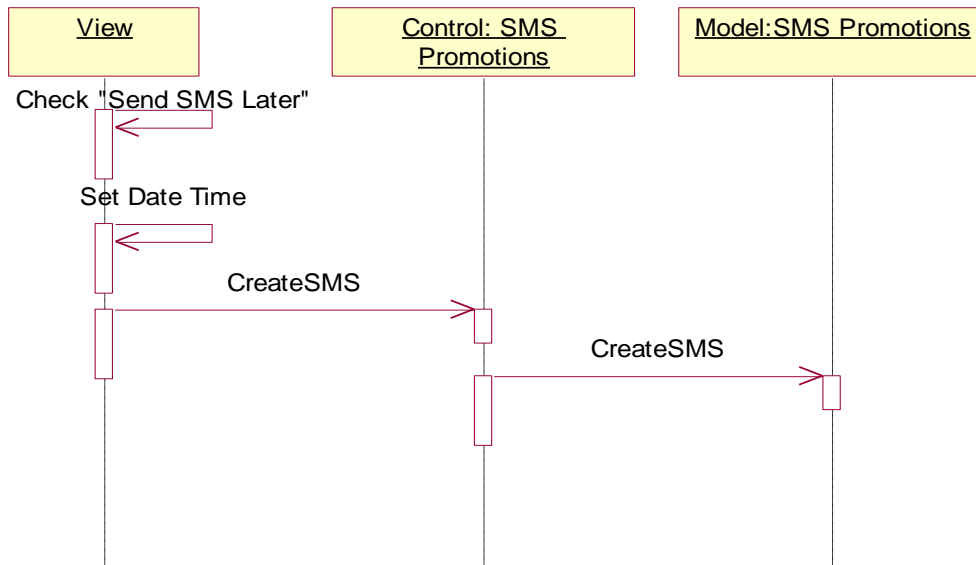 View
Control: SMS
Promotions
Model:SMS Promotions
Check "Send SMS Later"
Set Date Time
CreateSMS
CreateSMS